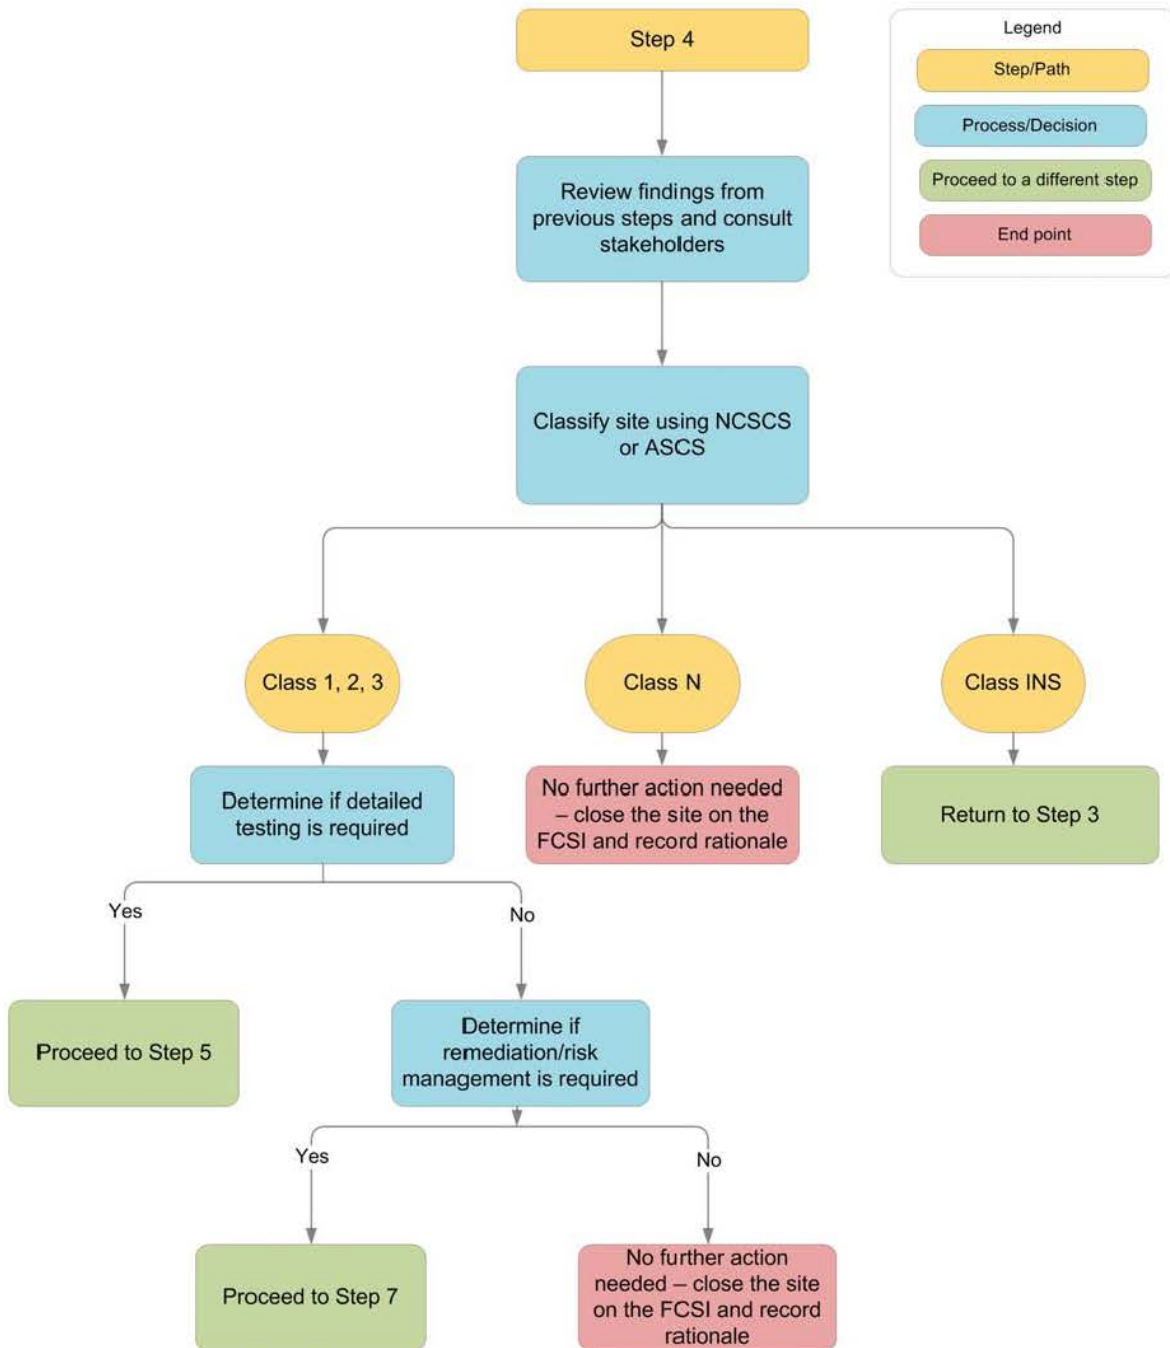 Step 4
Legend
Step/Path
Process/Decision
Proceed to a different step
End point
Review findings from
previous steps and consult
stakeholders
Classify site using NCSCS
or ASCS
Class 1, 2, 3
Class N
Class INS
Determine if detailed
testing is required
No further action needed
– close the site on the
FCSI and record rationale
Return to Step 3
Yes
No
Proceed to Step 5
Determine if
remediation/risk
management is required
Yes
No
Proceed to Step 7
No further action
needed – close the site
on the FCSI and record
rationale